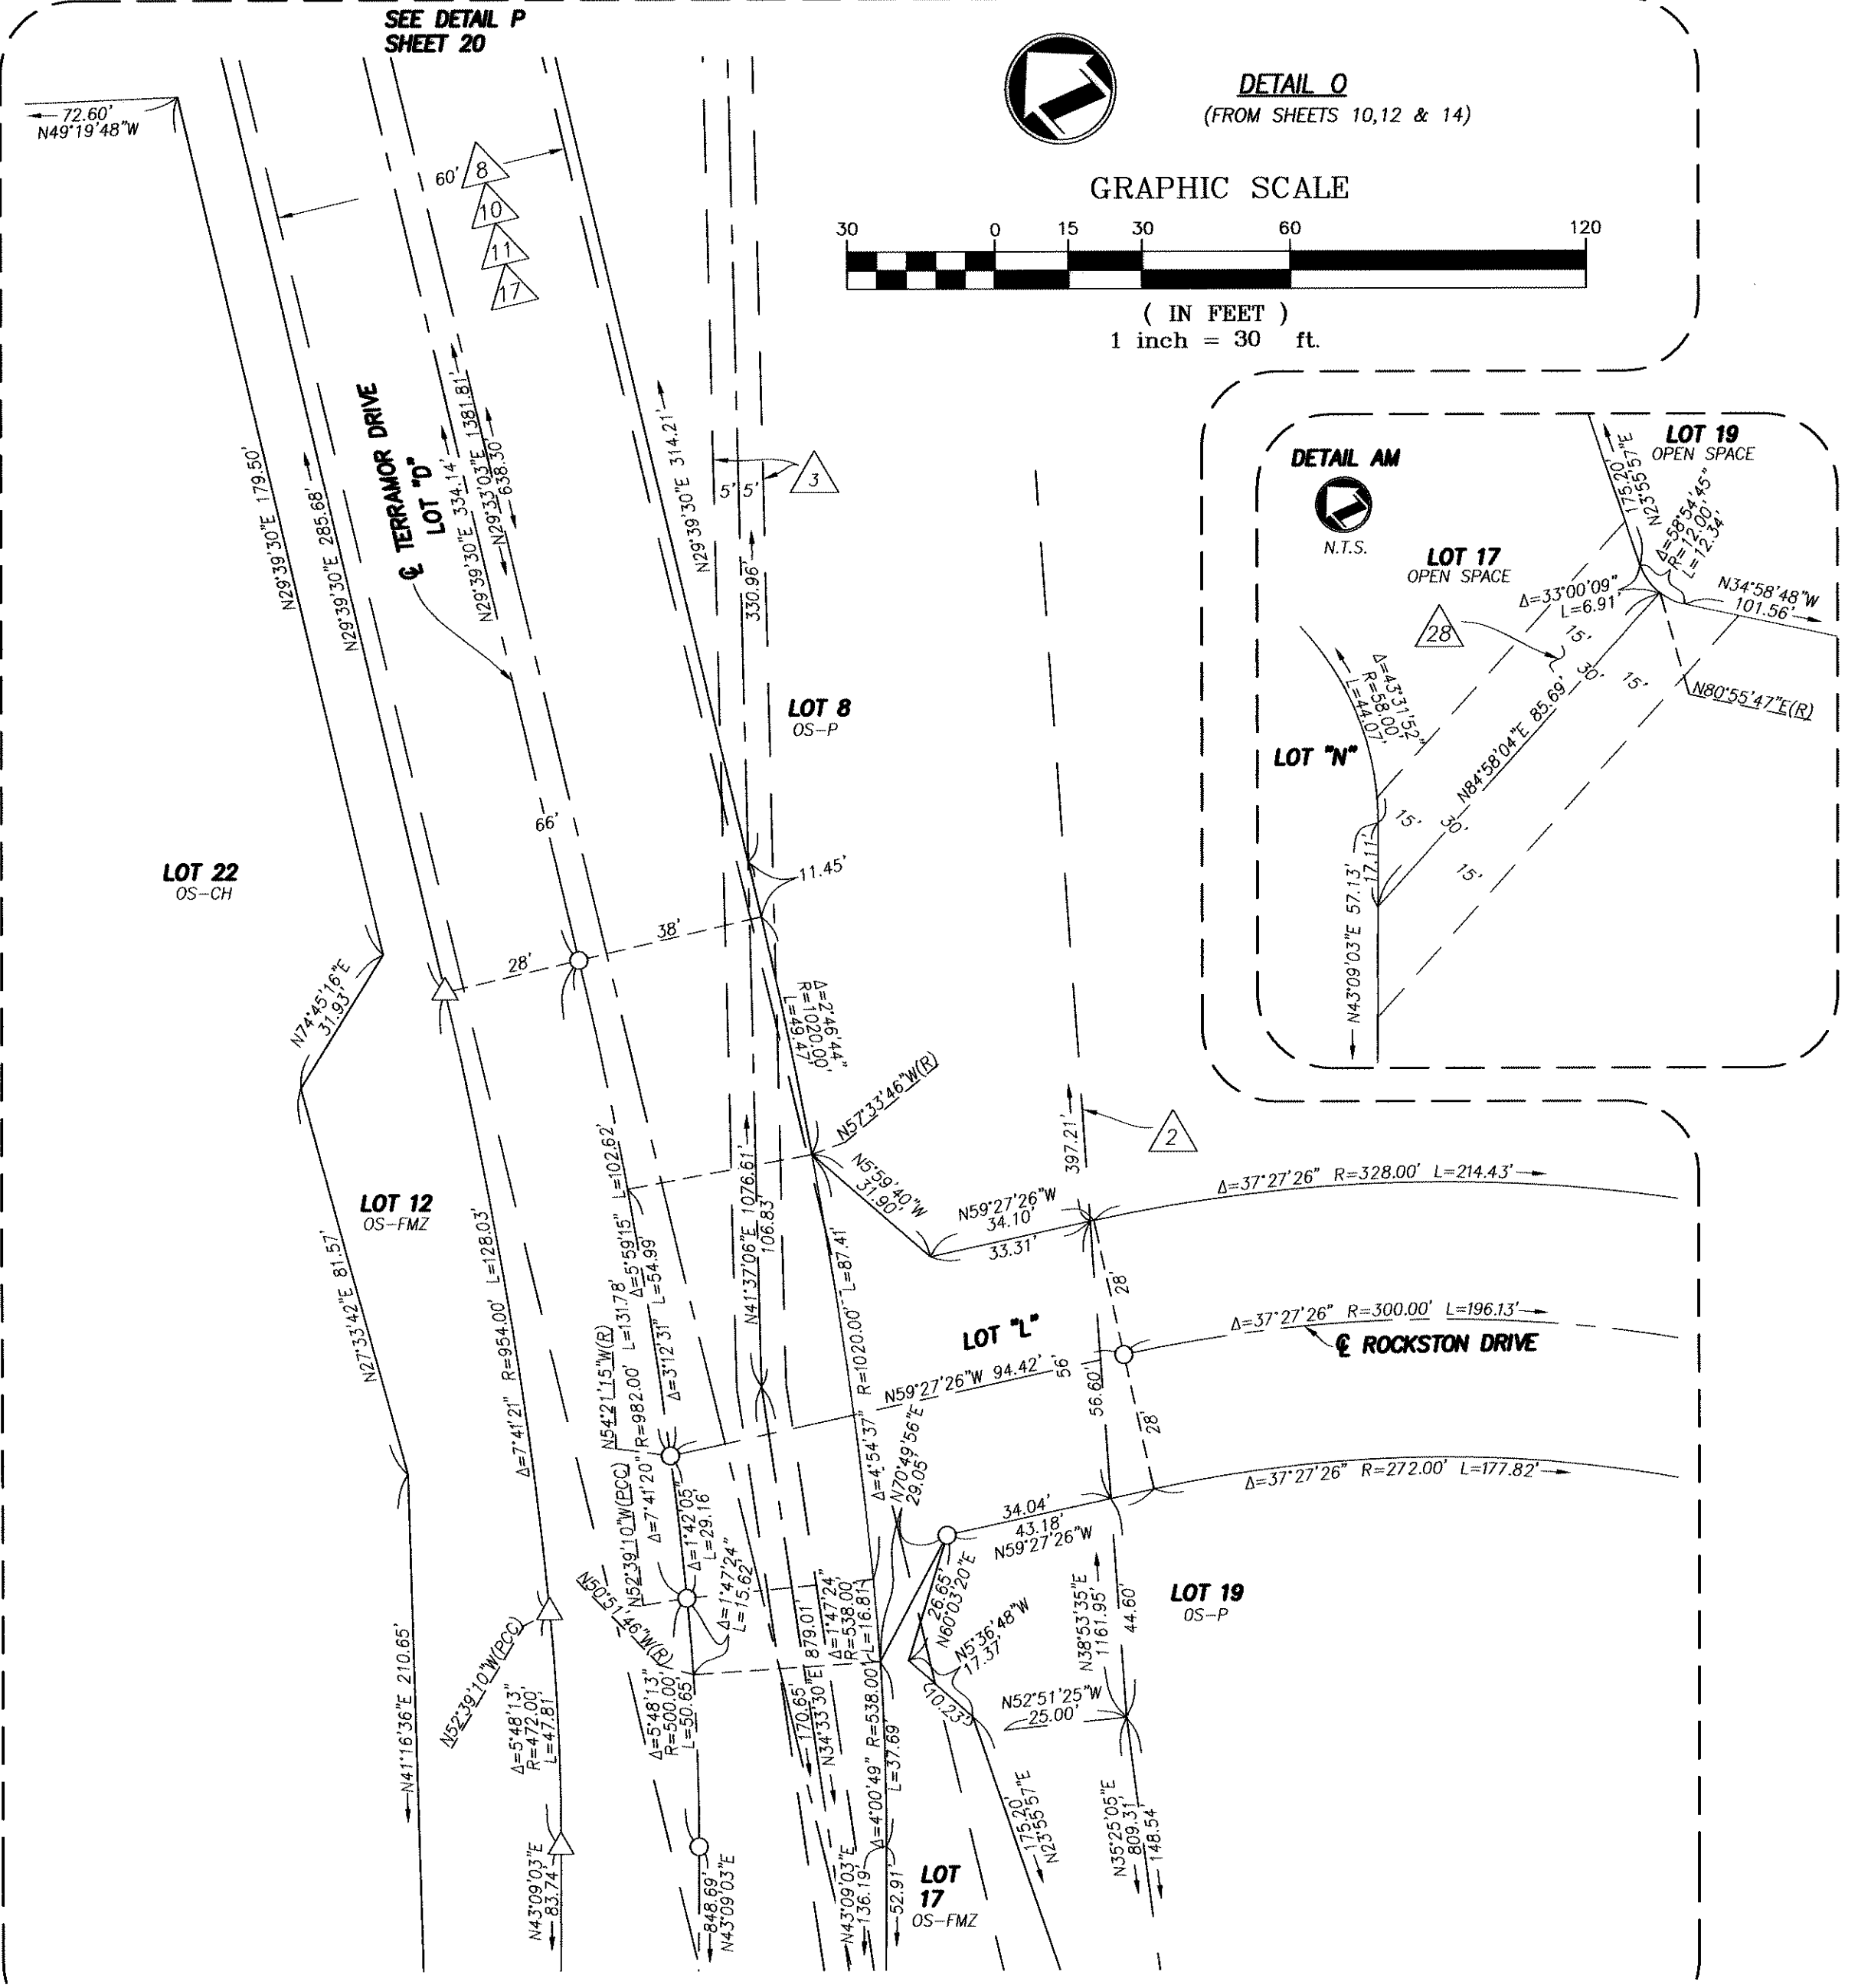 SEE DETAIL P
SHEET 20
DETAIL O
(FROM SHEETS 10,12 & 14)
GRAPHIC SCALE
30 0 15 30 60 120
( IN FEET )
1 inch = 30 ft.
72.60'
N49°19'48"W
60'
8
10
11
17
N29°39'30"E 179.50'
N29°39'30"E 285.68'
℄ TERRAMOR DRIVE
LOT "D"
N29°39'30"E 334.14'
N29°33'03"E 1381.81'
N29°33'03"E
638.30'
N29°39'30"E 314.21'
5' 5'
3
330.96'
LOT 8
OS-P
66'
11.45'
38'
28'
LOT 22
OS-CH
N74°45'16"E
31.93'
Δ=2°46'44"
R=1020.00'
L=49.47'
N57°33'46"W(R)
N5°59'40"W
31.90'
N59°27'26"W
34.10'
33.31'
397.21'
2
Δ=37°27'26" R=328.00' L=214.43'
LOT 12
OS-FMZ
N27°33'42"E 81.57'
Δ=7°41'21" R=954.00' L=128.03'
L=102.62'
Δ=5°59'15"
L=54.99'
Δ=3°12'31"
Δ=7°41'20" R=982.00' L=131.78'
N54°21'15"W(R)
N52°39'10"W(PCC)
N41°37'06"E 1076.61'
106.83'
Δ=4°54'37" R=1020.00' L=87.41'
LOT "L"
N59°27'26"W 94.42'
56'
56.60'
28'
28'
Δ=37°27'26" R=300.00' L=196.13'
℄ ROCKSTON DRIVE
Δ=37°27'26" R=272.00' L=177.82'
N70°49'56"E
29.05'
34.04'
43.18'
N59°27'26"W
Δ=1°42'05"
L=29.16'
Δ=1°47'24"
L=15.62'
N50°51'46"W(R)
Δ=1°47'24"
R=538.00'
L=16.81'
26.65'
N60°03'20"E
N5°36'48"W
17.37'
(10.23')
N38°53'35"E
1161.95'
44.60'
LOT 19
OS-P
N52°51'25"W
25.00'
N41°16'36"E 210.65'
N52°39'10"W(PCC)
Δ=5°48'13"
R=472.00'
L=47.81'
Δ=5°48'13"
R=500.00'
L=50.65'
170.65'
N34°33'30"E 879.01'
Δ=4°00'49" R=538.00'
L=37.69'
175.20'
N23°55'57"E
N35°25'05"E
809.31'
148.54'
N43°09'03"E
83.74'
848.69'
N43°09'03"E
N43°09'03"E
136.19'
52.91'
LOT
17
OS-FMZ
DETAIL AM
N.T.S.
LOT 19
OPEN SPACE
175.20'
N23°55'57"E
Δ=58°54'45"
R=12.00'
L=12.34'
LOT 17
OPEN SPACE
Δ=33°00'09"
L=6.91'
N34°58'48"W
101.56'
28
15'
30'
15'
N80°55'47"E(R)
Δ=43°31'52"
R=58.00'
L=44.07'
N84°58'04"E 85.69'
LOT "N"
15'
30'
15'
N43°09'03"E 57.13'
17.11'